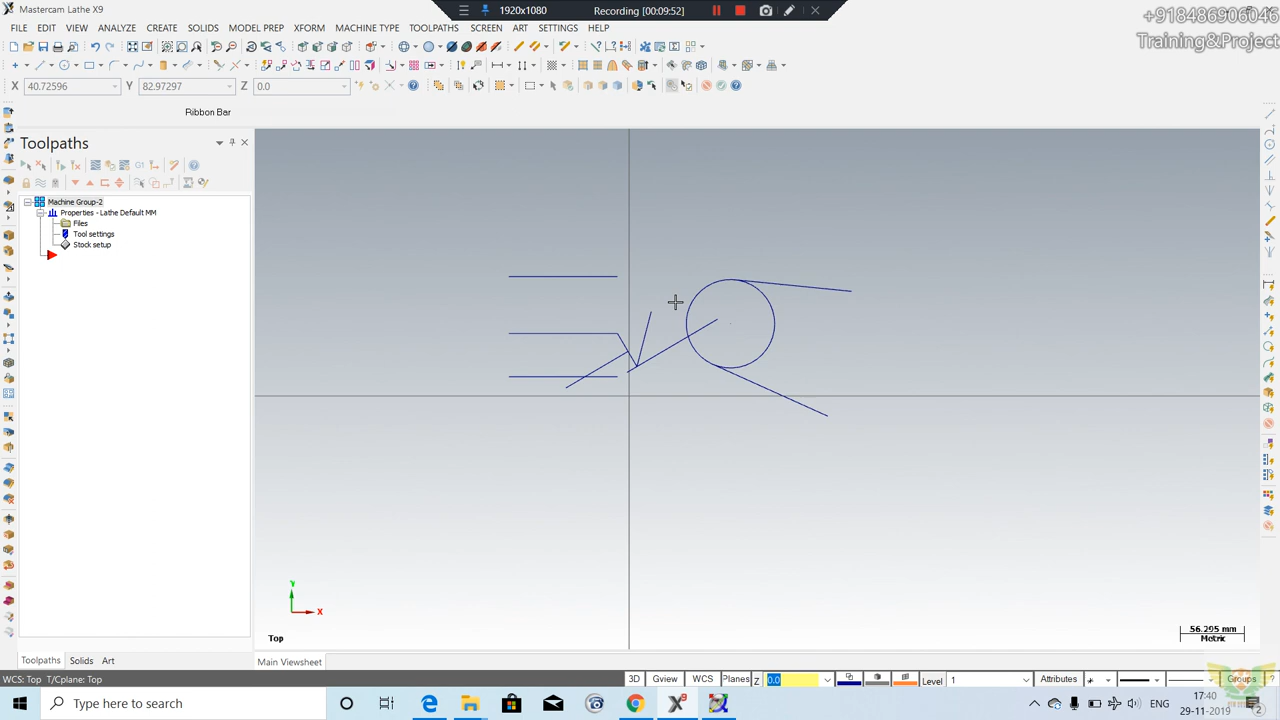 Mastercam Lathe X9
1920x1080
Recording [00:09:52]
+918486906046
Training&Project
FILE EDIT VIEW ANALYZE CREATE SOLIDS MODEL PREP XFORM MACHINE TYPE TOOLPATHS SCREEN ART SETTINGS HELP
X 40.72596 Y 82.97297 Z 0.0
Ribbon Bar
Toolpaths
G1
Machine Group-2
Properties - Lathe Default MM
Files
Tool settings
Stock setup
Y
X
Top
56.295 mm
Metric
Toolpaths Solids Art
Main Viewsheet
WCS: Top T/Cplane: Top
3D Gview WCS Planes Z 0.0 Level 1 Attributes Groups ?
Type here to search
ENG
17:40
29-11-2019
2